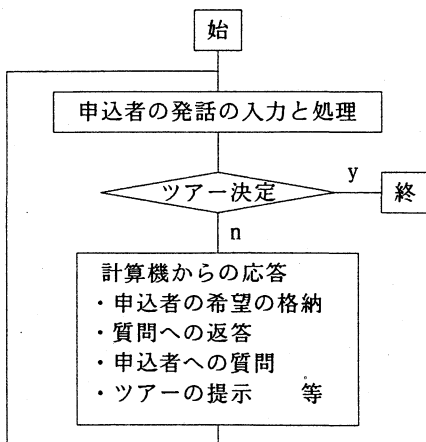 始
申込者の発話の入力と処理
ツアー決定
y
終
n
計算機からの応答
・申込者の希望の格納
・質問への返答
・申込者への質問
・ツアーの提示　等